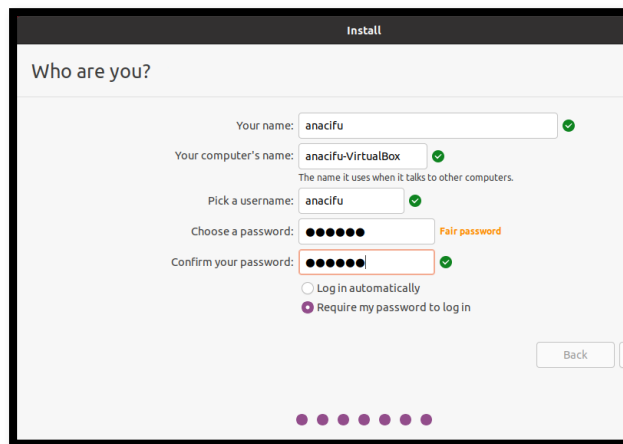 Install
Who are you?
Your name: anacifu
Your computer's name: anacifu-VirtualBox
The name it uses when it talks to other computers.
Pick a username: anacifu
Choose a password: ●●●●●● Fair password
Confirm your password: ●●●●●●
Log in automatically
Require my password to log in
Back